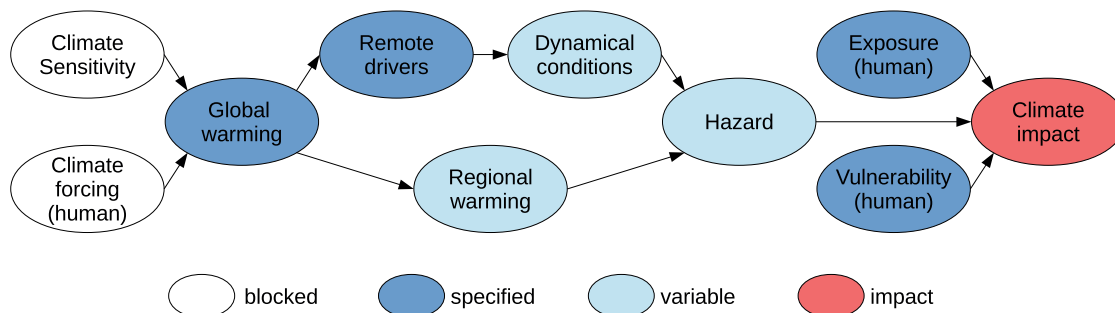 Climate
Sensitivity
Remote
drivers
Dynamical
conditions
Exposure
(human)
Global
warming
Hazard
Climate
impact
Climate
forcing
(human)
Regional
warming
Vulnerability
(human)
blocked
specified
variable
impact